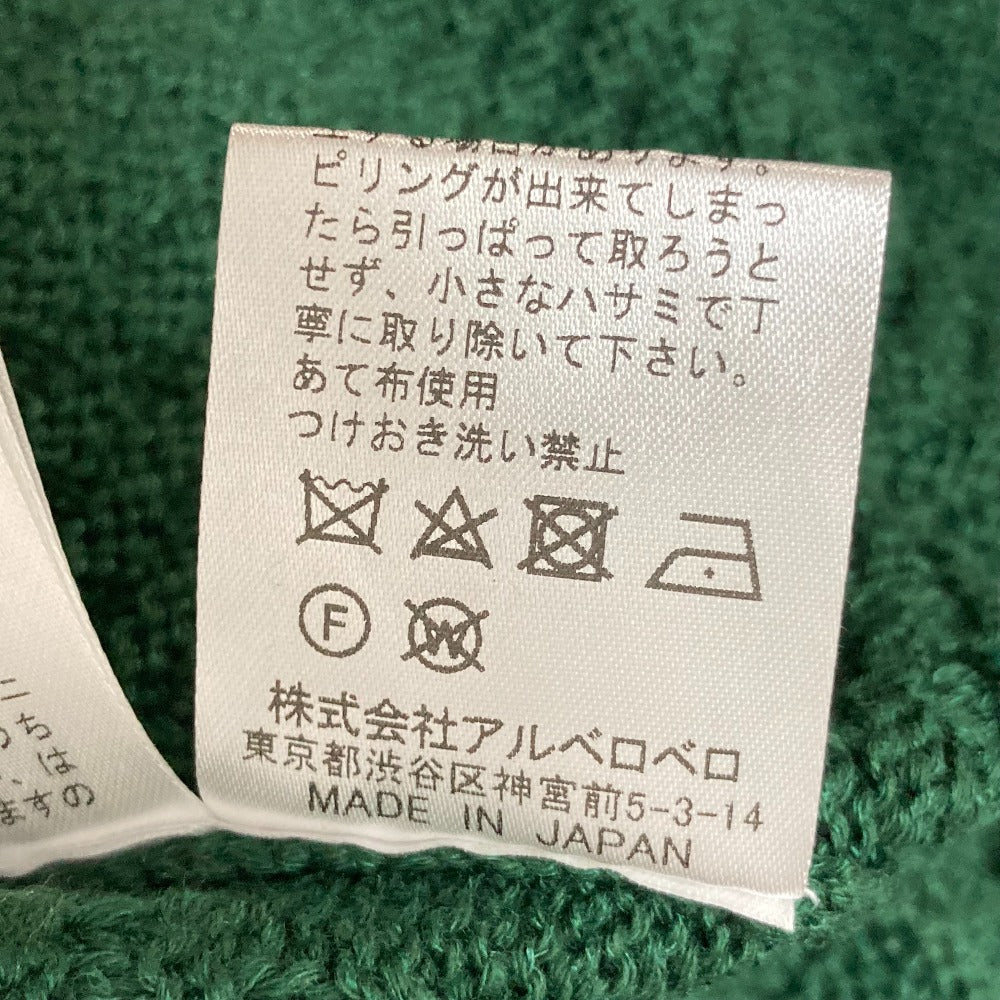 ピリングが出来てしまっ
たら引っぱって取ろうと
せず、小さなハサミで丁
寧に取り除いて下さい。
あて布使用
つけおき洗い禁止
F
W
株式会社アルベロベロ
東京都渋谷区神宮前5-3-14
MADE IN JAPAN
ますの